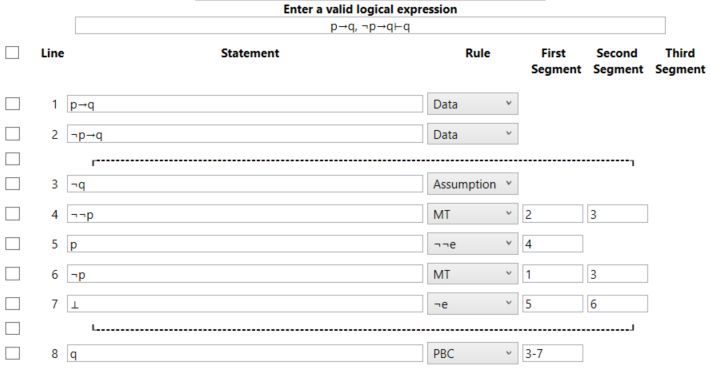 Enter a valid logical expression
p→q, ¬p→q⊢q
Line Statement Rule First Segment Second Segment Third Segment
1 p→q Data
2 ¬p→q Data
3 ¬q Assumption
4 ¬¬p MT 2 3
5 p ¬¬e 4
6 ¬p MT 1 3
7 ⊥ ¬e 5 6
8 q PBC 3-7